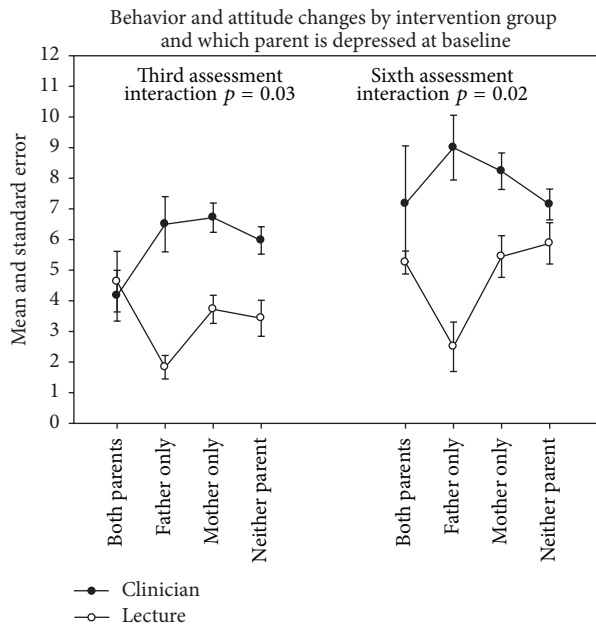 Behavior and attitude changes by intervention group
and which parent is depressed at baseline
Third assessment
interaction p = 0.03
Sixth assessment
interaction p = 0.02
Mean and standard error
12
11
10
9
8
7
6
5
4
3
2
1
0
Both parents
Father only
Mother only
Neither parent
Both parents
Father only
Mother only
Neither parent
Clinician
Lecture